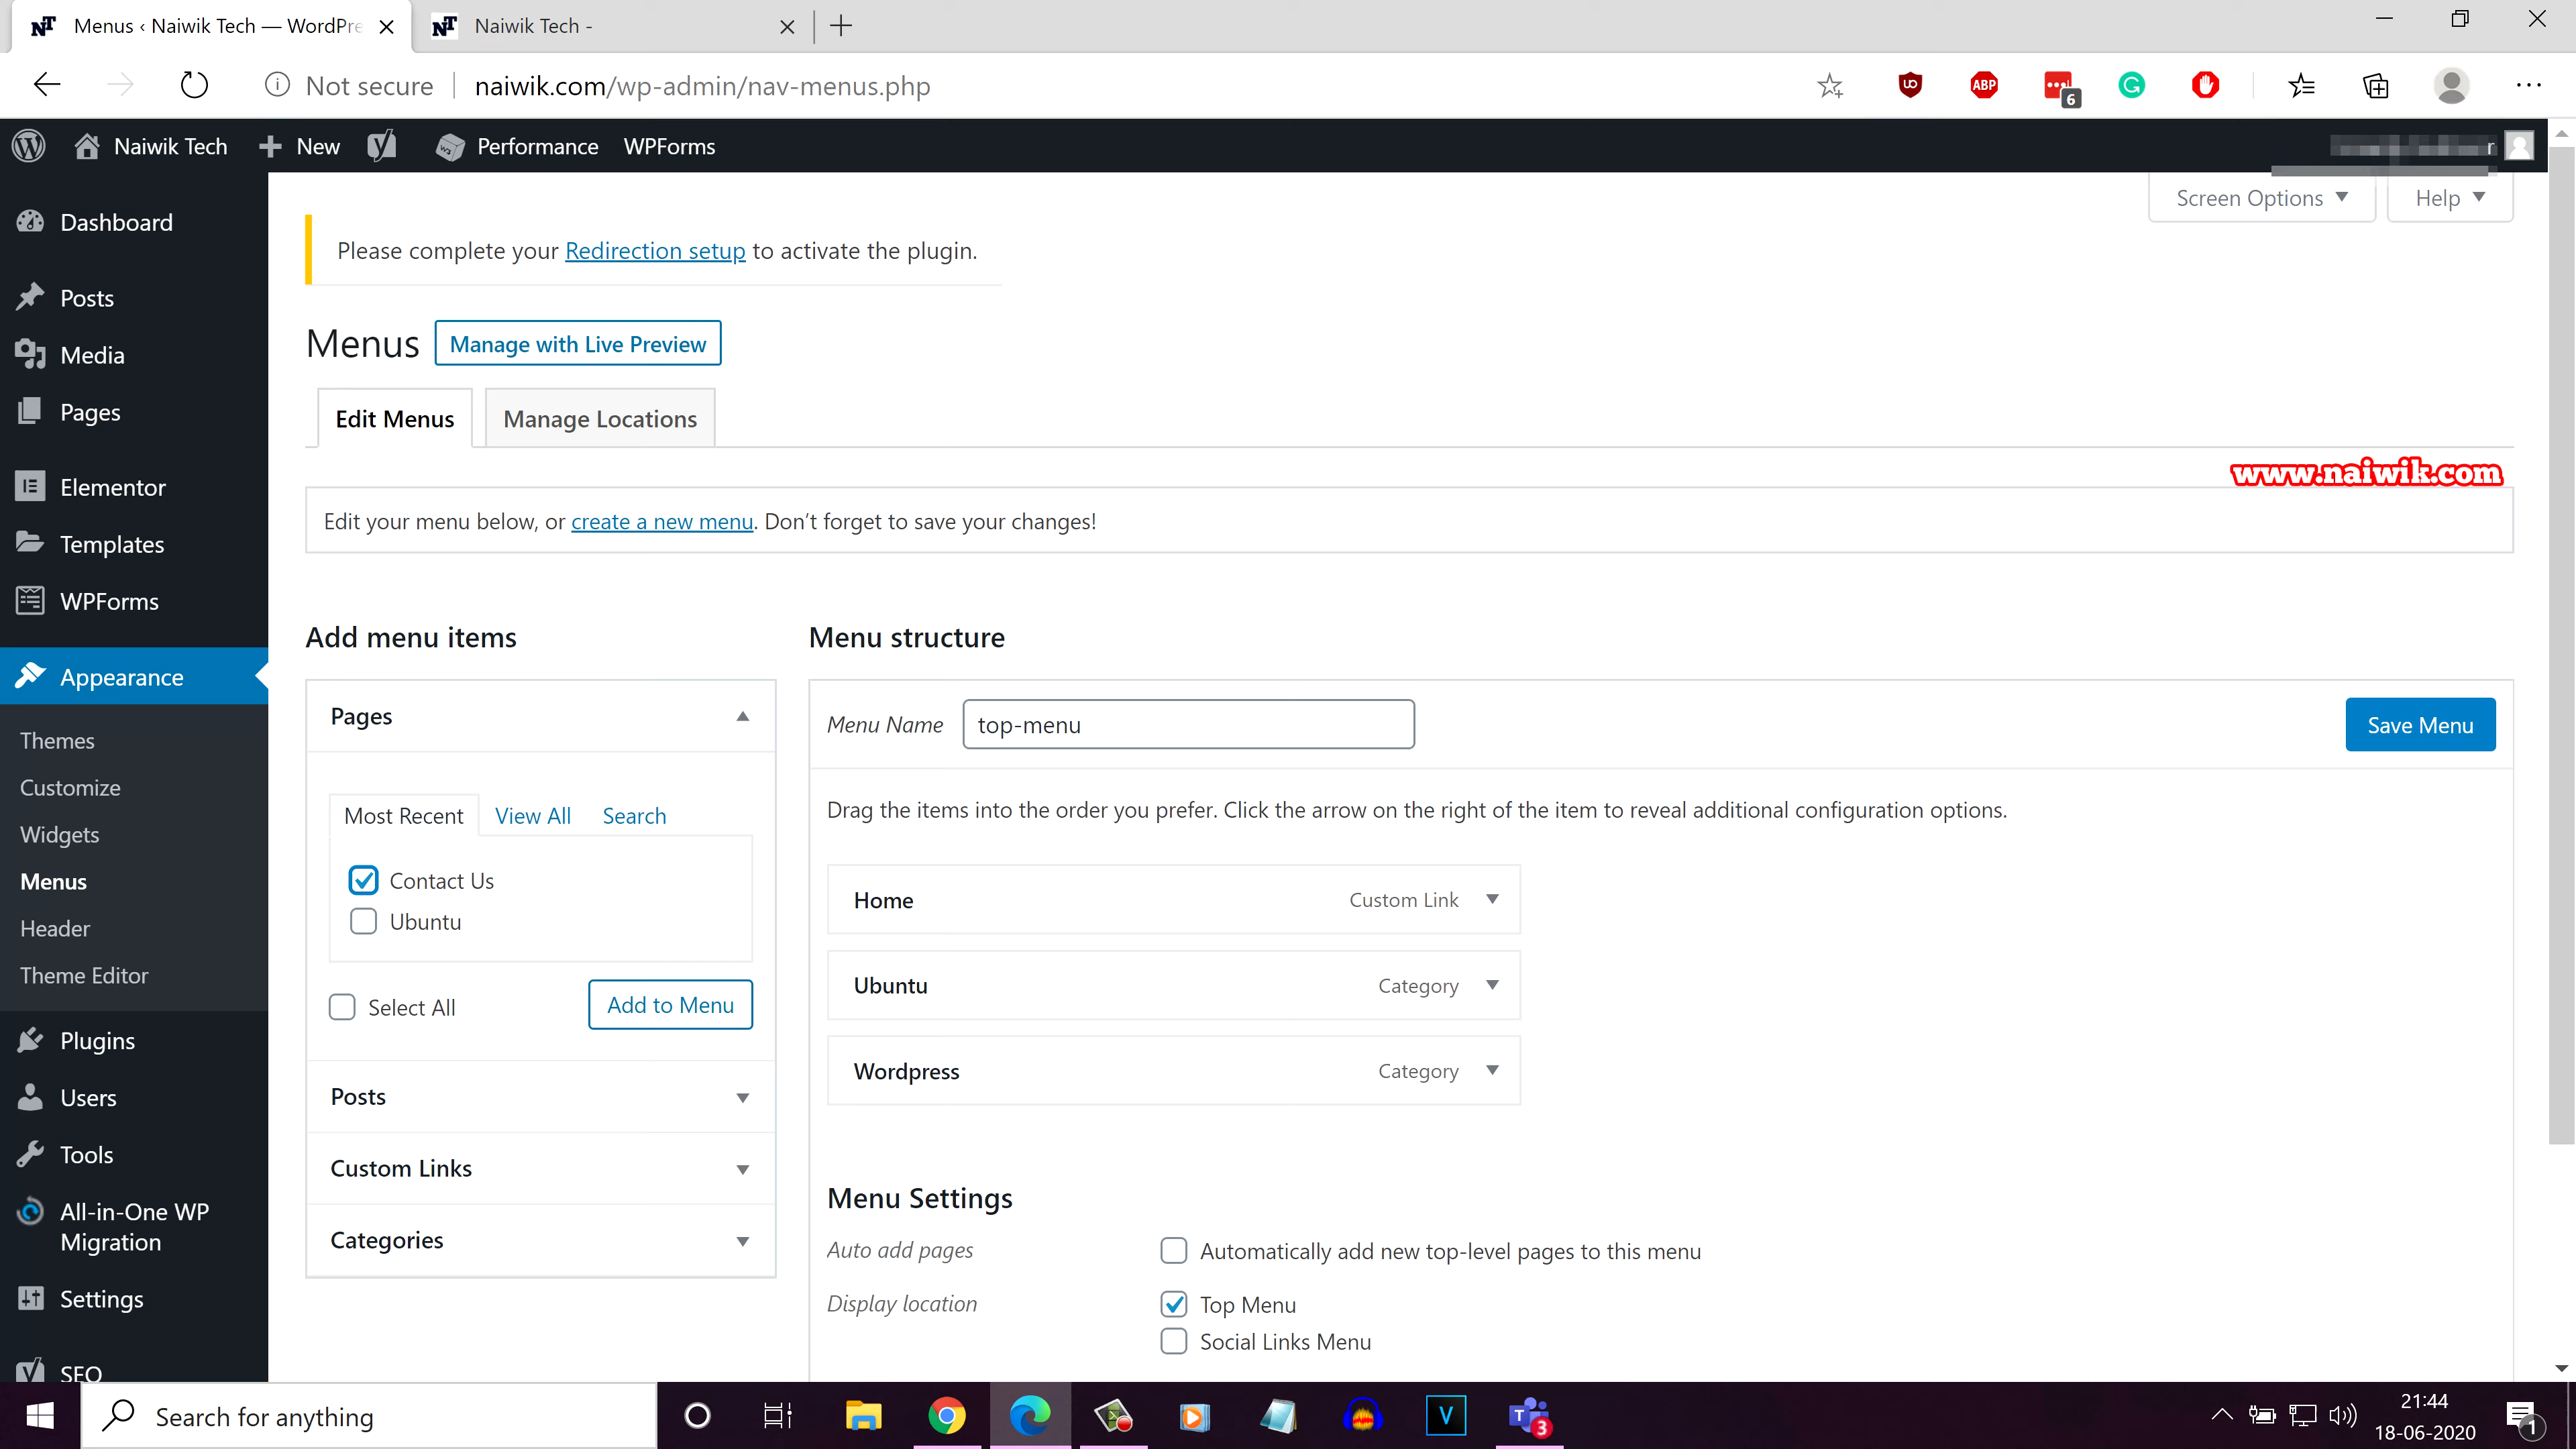 Menus ‹ Naiwik Tech — WordPre
Naiwik Tech -
Not secure
naiwik.com/wp-admin/nav-menus.php
ABP
6
Naiwik Tech
New
Performance
WPForms
r
Screen Options
Help
Dashboard
Posts
Media
Pages
Elementor
Templates
WPForms
Appearance
Themes
Customize
Widgets
Menus
Header
Theme Editor
Plugins
Users
Tools
All-in-One WP
Migration
Settings
SEO
Please complete your Redirection setup to activate the plugin.
Menus
Manage with Live Preview
Edit Menus
Manage Locations
www.naiwik.com
Edit your menu below, or create a new menu. Don’t forget to save your changes!
Add menu items
Pages
Most Recent
View All
Search
Contact Us
Ubuntu
Select All
Add to Menu
Posts
Custom Links
Categories
Menu structure
Menu Name
top-menu
Save Menu
Drag the items into the order you prefer. Click the arrow on the right of the item to reveal additional configuration options.
Home
Custom Link
Ubuntu
Category
Wordpress
Category
Menu Settings
Auto add pages
Automatically add new top-level pages to this menu
Display location
Top Menu
Social Links Menu
Search for anything
V
T
3
21:44
18-06-2020
1